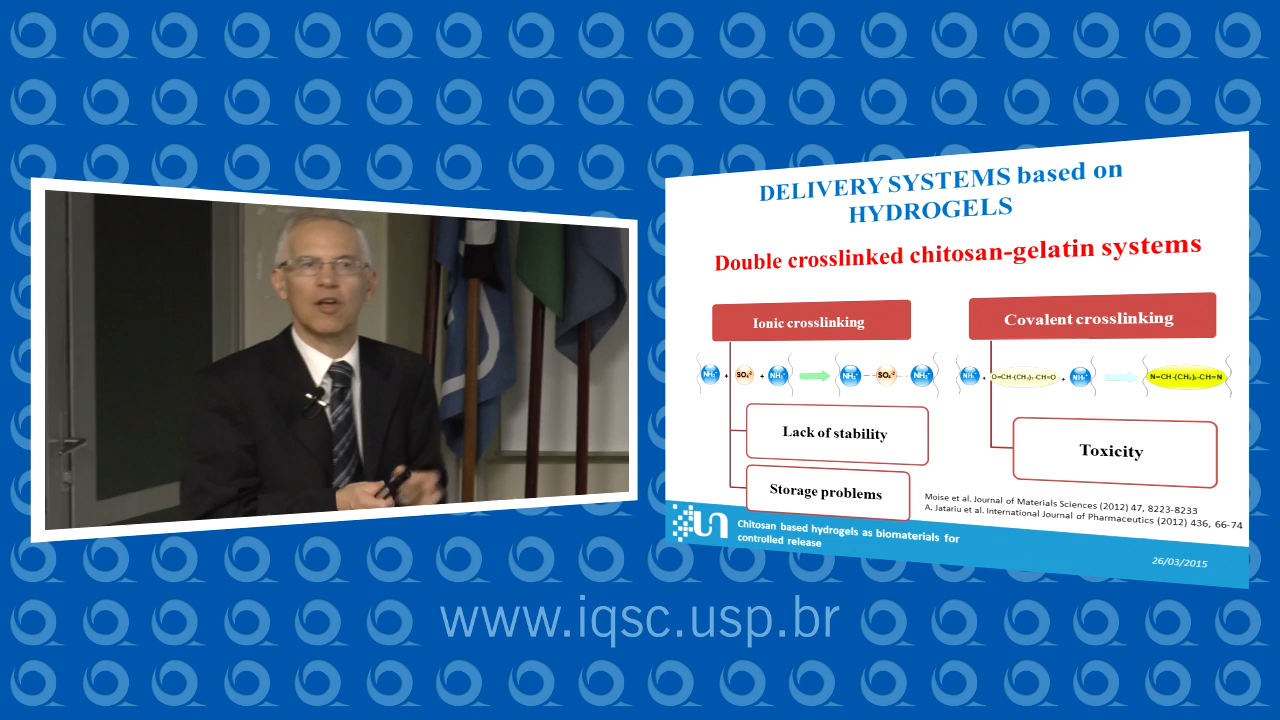 DELIVERY SYSTEMS based on
HYDROGELS
Double crosslinked chitosan-gelatin systems
Ionic crosslinking
Covalent crosslinking
Lack of stability
Storage problems
Toxicity
Moise et al. Journal of Materials Sciences (2012) 47, 8223-8233
A. Jatariu et al. International Journal of Pharmaceutics (2012) 436, 66-74
un
Chitosan based hydrogels as biomaterials for
controlled release
26/03/2015
www.iqsc.usp.br